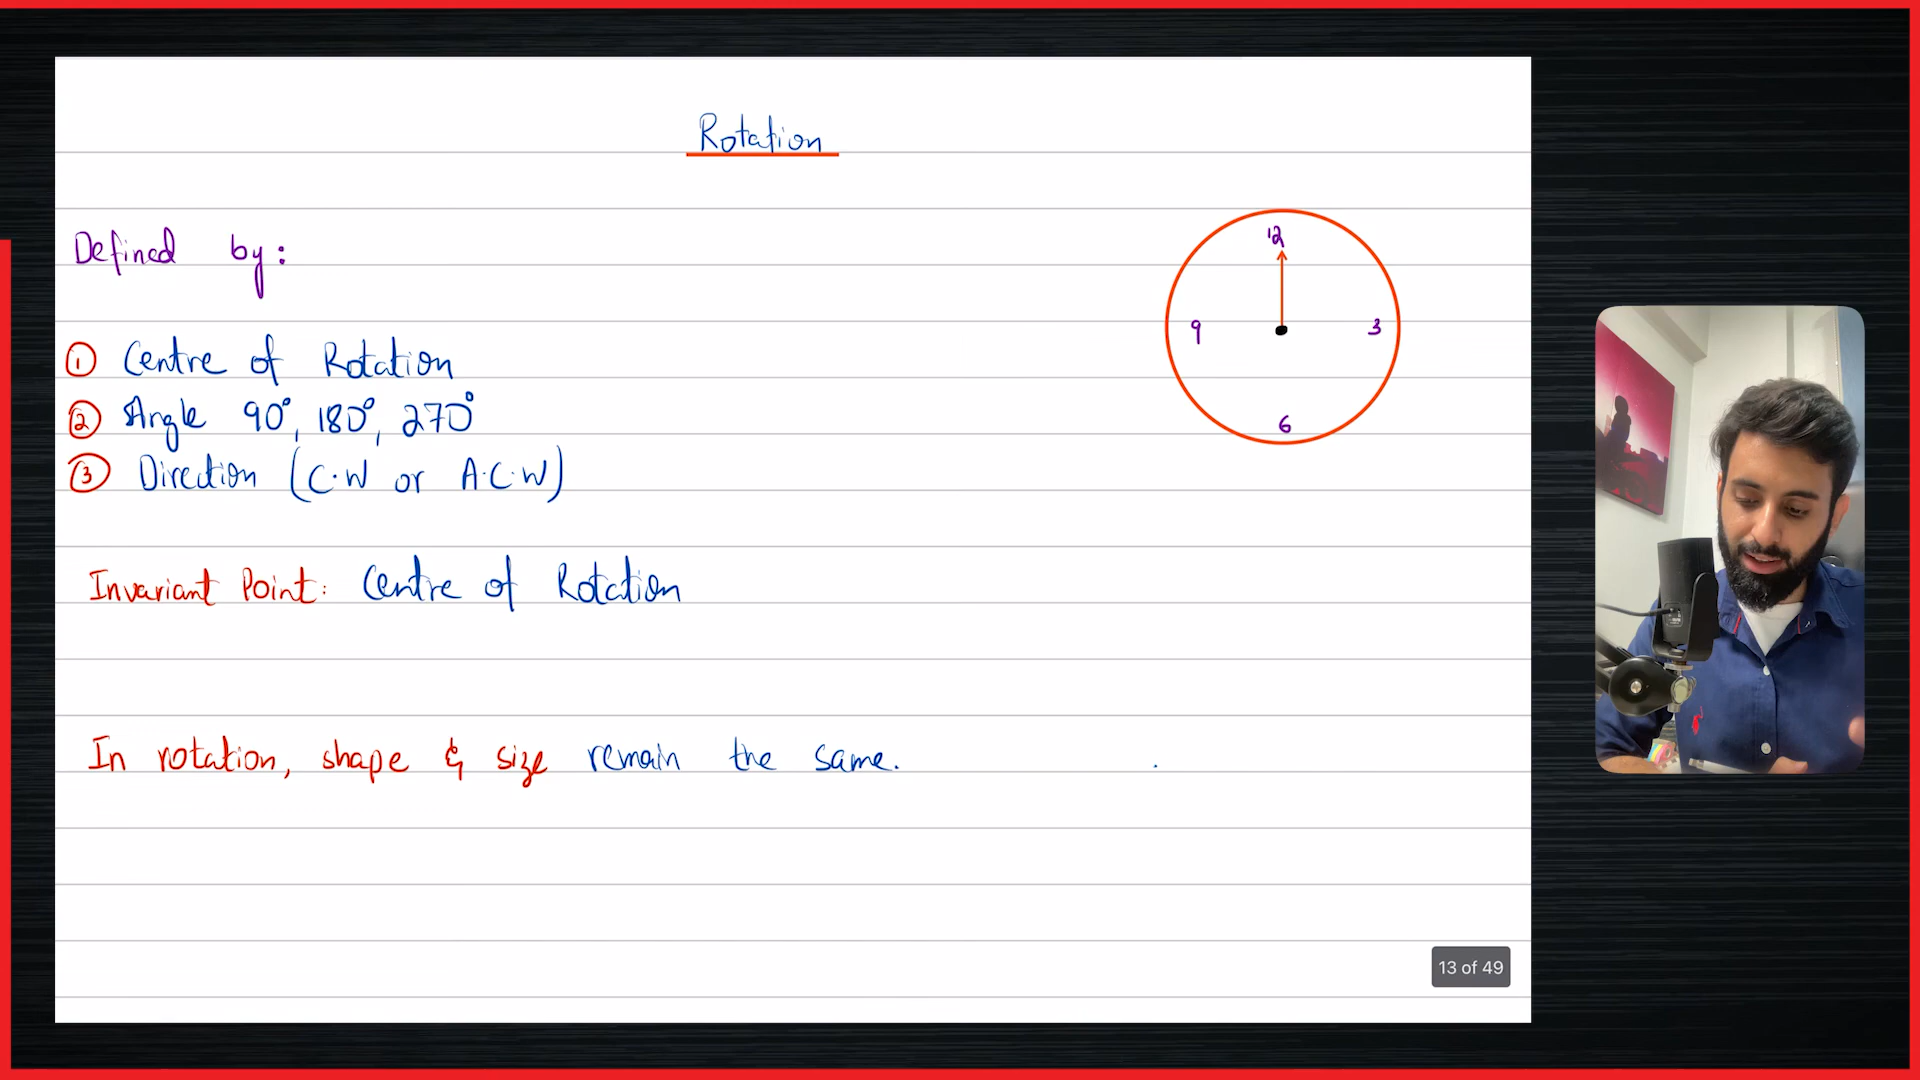 Rotation
Defined by:
12
9
3
6
① Centre of Rotation
② Angle 90°, 180°, 270°
③ Direction (C.W or A.C.W)
Invariant Point: Centre of Rotation
In rotation, shape & size remain the same.
13 of 49